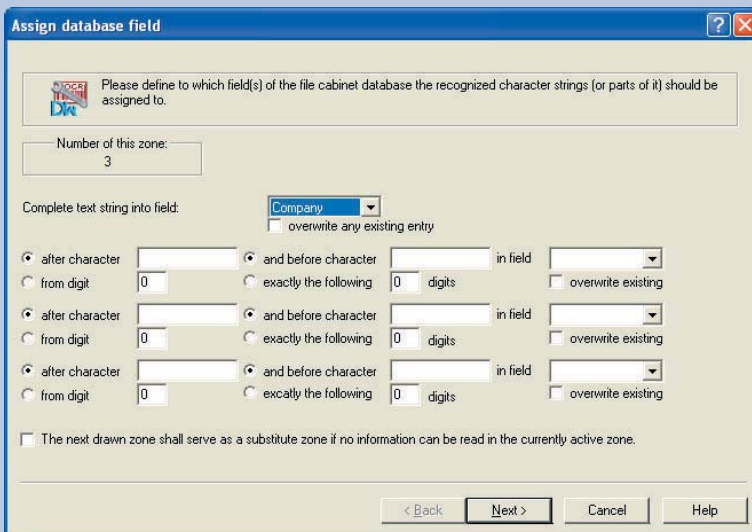 Assign database field
OCR
DW
Please define to which field(s) of the file cabinet database the recognized character strings (or parts of it) should be
assigned to.
Number of this zone:
3
Complete text string into field: Company
overwrite any existing entry
after character and before character in field
from digit 0 exactly the following 0 digits overwrite existing
after character and before character in field
from digit 0 exactly the following 0 digits overwrite existing
after character and before character in field
from digit 0 excatly the following 0 digits overwrite existing
The next drawn zone shall serve as a substitute zone if no information can be read in the currently active zone.
< Back Next > Cancel Help